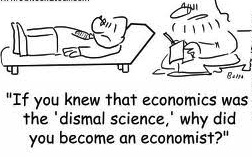 "If you knew that economics was
the 'dismal science,' why did
you become an economist?"